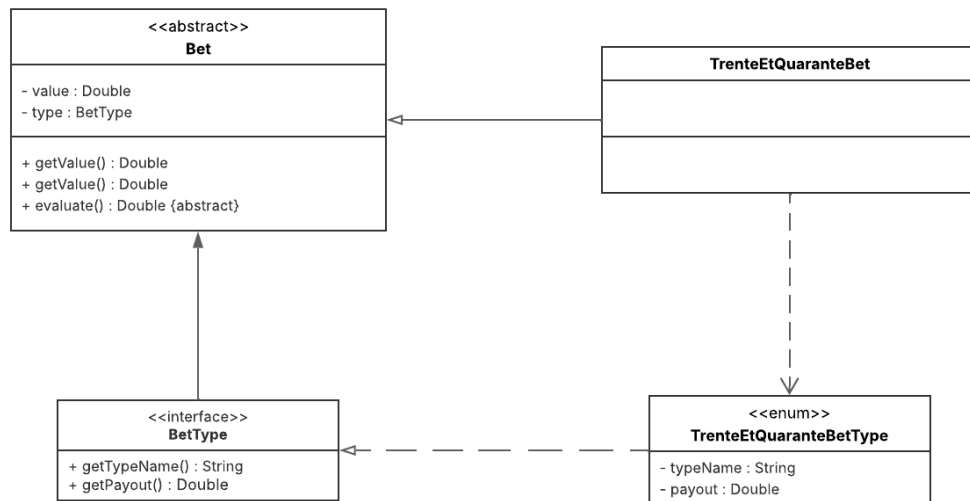 <<abstract>>
Bet
- value : Double
- type : BetType
+ getValue() : Double
+ getValue() : Double
+ evaluate() : Double {abstract}
TrenteEtQuaranteBet
<<interface>>
BetType
+ getTypeName() : String
+ getPayout() : Double
<<enum>>
TrenteEtQuaranteBetType
- typeName : String
- payout : Double